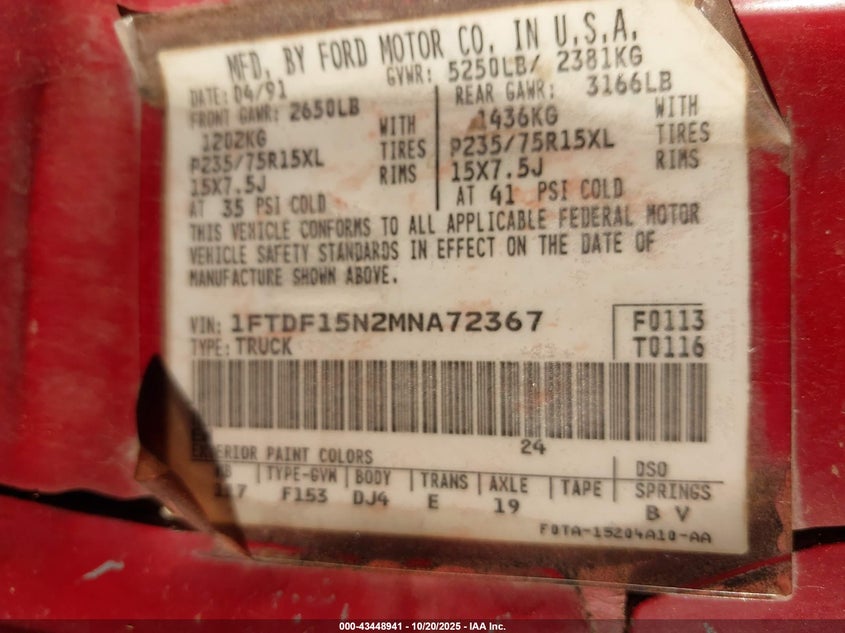 MFD. BY FORD MOTOR CO. IN U.S.A.
DATE: 04/91 GVWR: 5250LB/ 2381KG
FRONT GAWR: 2650LB REAR GAWR: 3166LB
1202KG WITH 1436KG WITH
P235/75R15XL TIRES P235/75R15XL TIRES
15X7.5J RIMS 15X7.5J RIMS
AT 35 PSI COLD AT 41 PSI COLD
THIS VEHICLE CONFORMS TO ALL APPLICABLE FEDERAL MOTOR
VEHICLE SAFETY STANDARDS IN EFFECT ON THE DATE OF
MANUFACTURE SHOWN ABOVE.
VIN: 1FTDF15N2MNA72367 F0113
TYPE: TRUCK T0116
24
EXTERIOR PAINT COLORS DSO
TYPE-GVW BODY TRANS AXLE TAPE SPRINGS
F153 DJ4 E 19 B V
F0TA-15204A10-AA
000-43448941 - 10/20/2025 - IAA Inc.